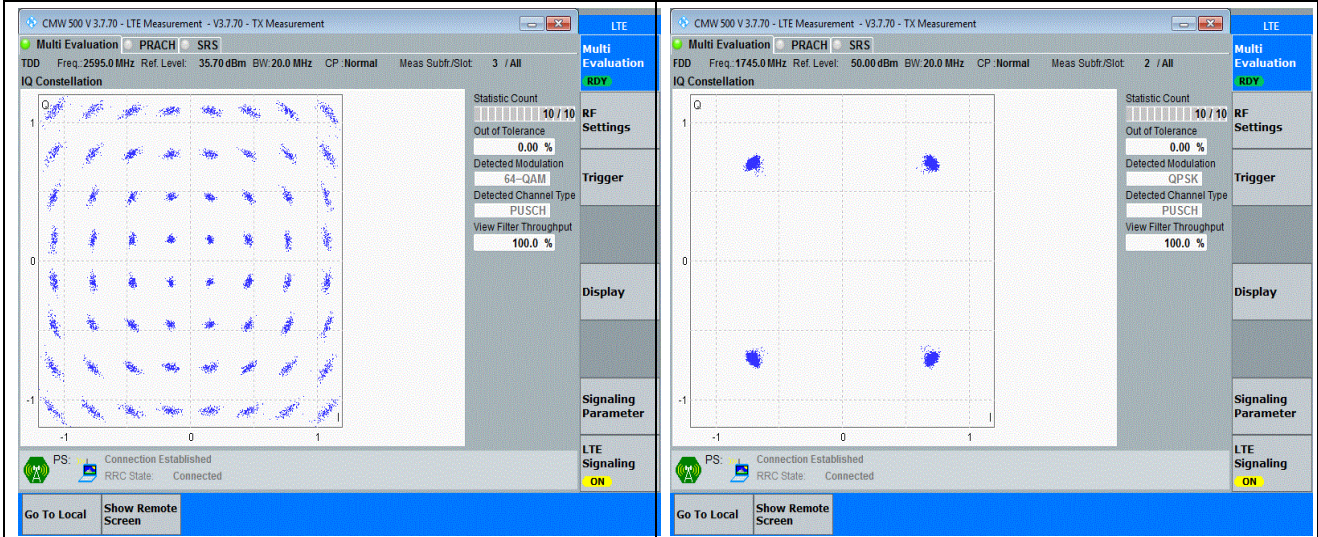 CMW 500 V 3.7.70 - LTE Measurement - V3.7.70 - TX Measurement
LTE
Multi Evaluation PRACH SRS
Multi
Evaluation
RDY
TDD Freq.:2595.0 MHz Ref. Level: 35.70 dBm BW:20.0 MHz CP :Normal Meas Subfr./Slot: 3 / All
IQ Constellation
Q
1
0
-1
-1 0 1
I
Statistic Count
10 / 10
Out of Tolerance
0.00 %
Detected Modulation
64-QAM
Detected Channel Type
PUSCH
View Filter Throughput
100.0 %
RF
Settings
Trigger
Display
Signaling
Parameter
LTE
Signaling
ON
PS:
Connection Established
RRC State: Connected
Go To Local
Show Remote
Screen
CMW 500 V 3.7.70 - LTE Measurement - V3.7.70 - TX Measurement
LTE
Multi Evaluation PRACH SRS
Multi
Evaluation
RDY
FDD Freq.:1745.0 MHz Ref. Level: 50.00 dBm BW:20.0 MHz CP :Normal Meas Subfr./Slot: 2 / All
IQ Constellation
Q
1
0
-1
-1 0 1
I
Statistic Count
10 / 10
Out of Tolerance
0.00 %
Detected Modulation
QPSK
Detected Channel Type
PUSCH
View Filter Throughput
100.0 %
RF
Settings
Trigger
Display
Signaling
Parameter
LTE
Signaling
ON
PS:
Connection Established
RRC State: Connected
Go To Local
Show Remote
Screen